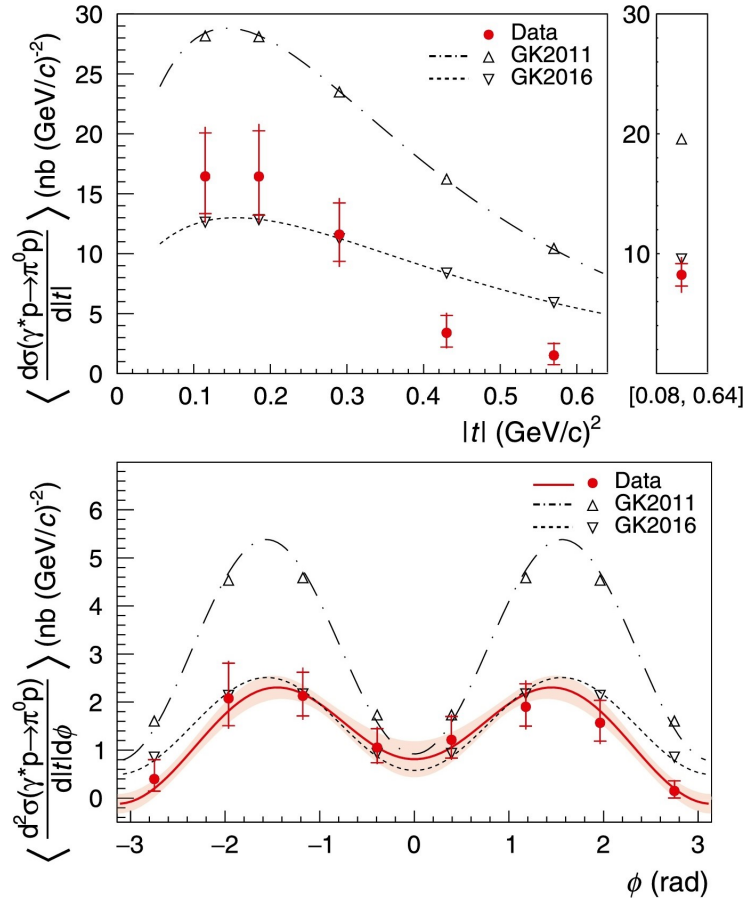 30
25
20
15
10
5
0
⟨ dσ(γ*p→π⁰p) / d|t| ⟩ (nb (GeV/c)⁻²)
Data
GK2011
GK2016
0 0.1 0.2 0.3 0.4 0.5 0.6
|t| (GeV/c)²
30
20
10
0
[0.08, 0.64]
6
5
4
3
2
1
0
⟨ d²σ(γ*p→π⁰p) / d|t|dϕ ⟩ (nb (GeV/c)⁻²)
Data
GK2011
GK2016
−3 −2 −1 0 1 2 3
ϕ (rad)